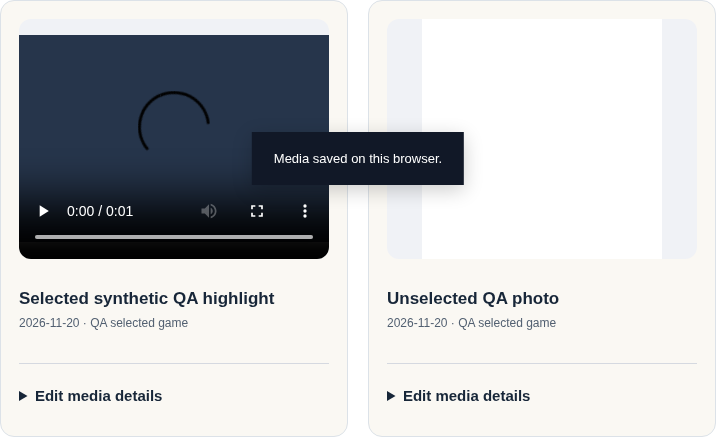 Media saved on this browser.
0:00 / 0:01
Selected synthetic QA highlight
2026-11-20 · QA selected game
Edit media details
Unselected QA photo
2026-11-20 · QA selected game
Edit media details